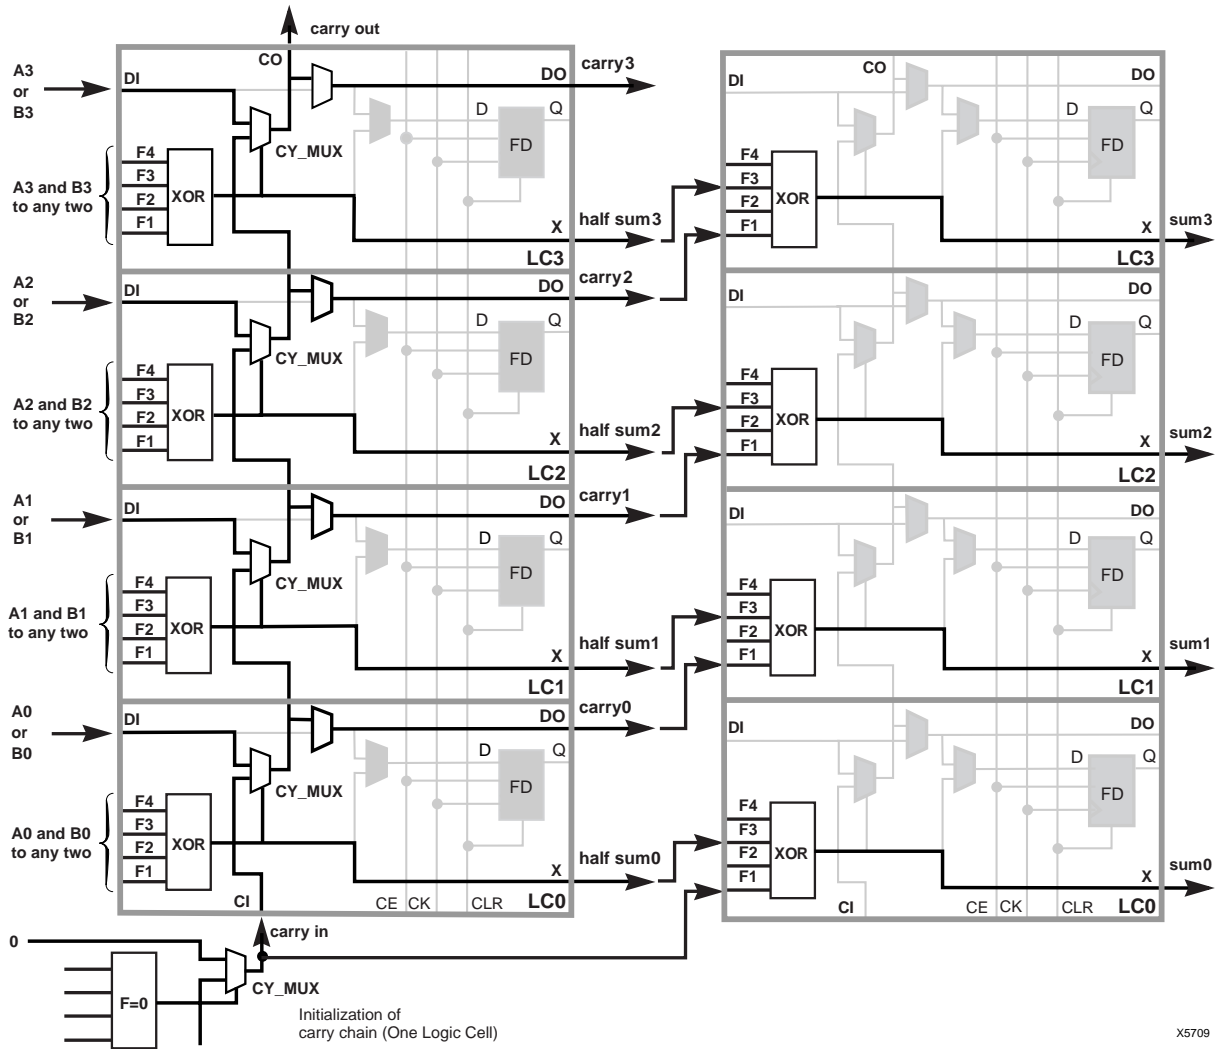 carry out
CO
A3
or
B3
DI
DO
carry3
D
Q
FD
CY_MUX
F4
F3
F2
F1
XOR
A3 and B3
to any two
X
half sum3
LC3
A2
or
B2
DI
DO
carry2
D
Q
FD
CY_MUX
F4
F3
F2
F1
XOR
A2 and B2
to any two
X
half sum2
LC2
A1
or
B1
DI
DO
carry1
D
Q
FD
CY_MUX
F4
F3
F2
F1
XOR
A1 and B1
to any two
X
half sum1
LC1
A0
or
B0
DI
DO
carry0
D
Q
FD
CY_MUX
F4
F3
F2
F1
XOR
A0 and B0
to any two
X
half sum0
CI
CE
CK
CLR
LC0
carry in
0
F=0
CY_MUX
Initialization of
carry chain (One Logic Cell)
DI
CO
DO
D
Q
FD
F4
F3
F2
F1
XOR
X
sum3
LC3
DI
DO
D
Q
FD
F4
F3
F2
F1
XOR
X
sum2
LC2
DI
DO
D
Q
FD
F4
F3
F2
F1
XOR
X
sum1
LC1
DI
DO
D
Q
FD
F4
F3
F2
F1
XOR
X
sum0
CI
CE
CK
CLR
LC0
X5709